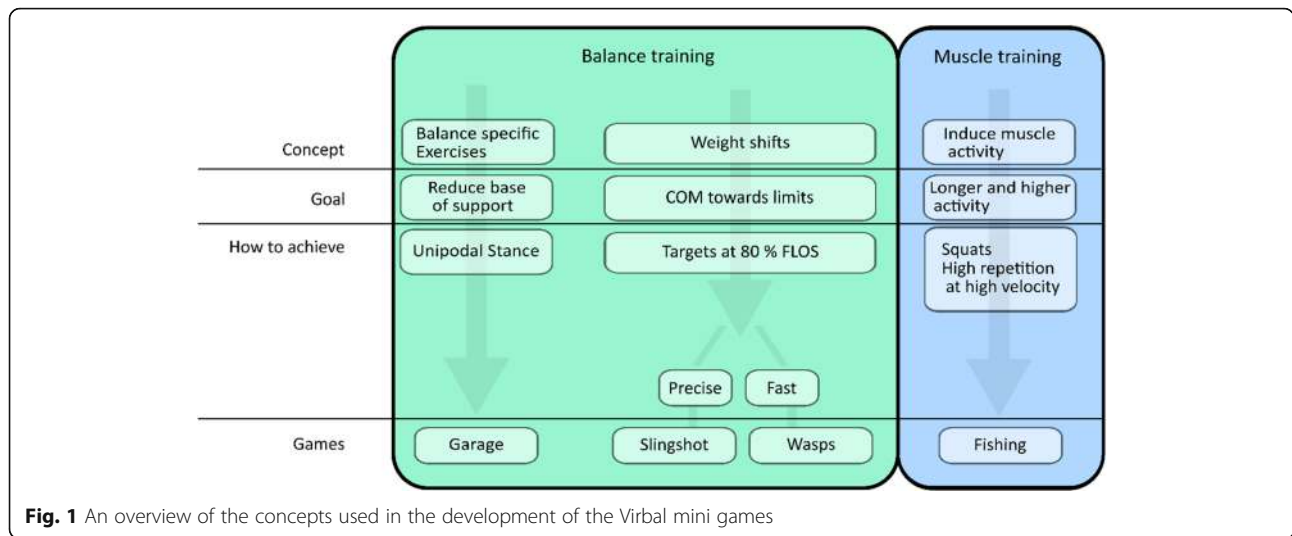 Balance training
Muscle training
Concept
Balance specific
Exercises
Weight shifts
Induce muscle
activity
Goal
Reduce base
of support
COM towards limits
Longer and higher
activity
How to achieve
Unipodal Stance
Targets at 80 % FLOS
Squats
High repetition
at high velocity
Precise
Fast
Games
Garage
Slingshot
Wasps
Fishing
Fig. 1 An overview of the concepts used in the development of the Virbal mini games